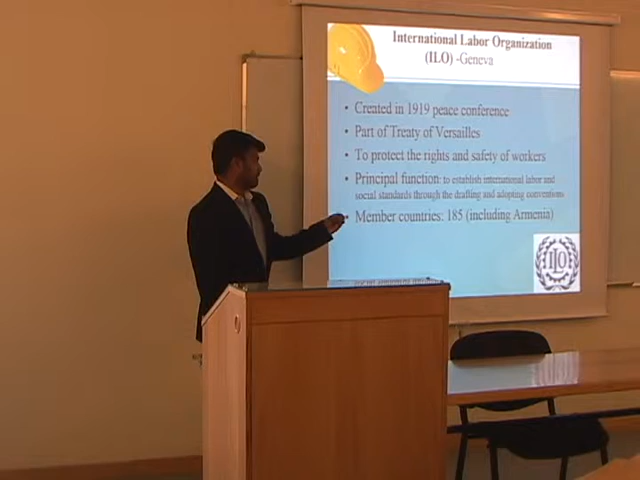 International Labor Organization
(ILO) -Geneva
• Created in 1919 peace conference
• Part of Treaty of Versailles
• To protect the rights and safety of workers
• Principal function: to establish international labor and
social standards through the drafting and adopting conventions
• Member countries: 185 (including Armenia)
ILO